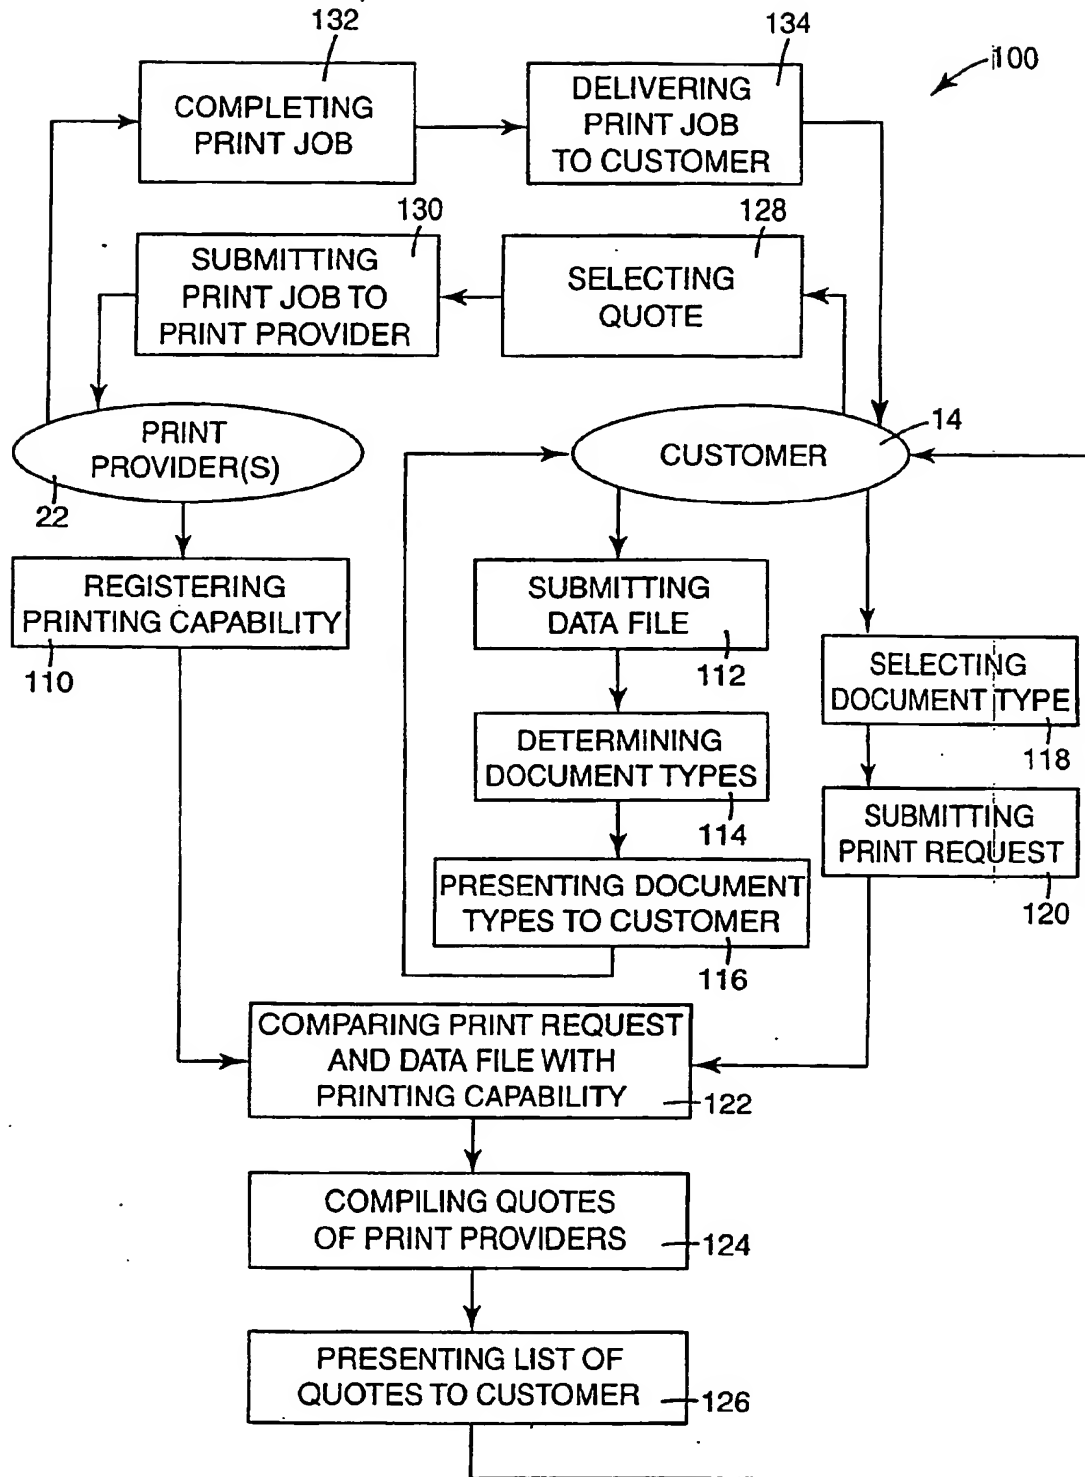 132
134
100
COMPLETING
PRINT JOB
DELIVERING
PRINT JOB
TO CUSTOMER
130
128
SUBMITTING
PRINT JOB TO
PRINT PROVIDER
SELECTING
QUOTE
PRINT
PROVIDER(S)
22
CUSTOMER
14
REGISTERING
PRINTING CAPABILITY
110
SUBMITTING
DATA FILE
112
SELECTING
DOCUMENT TYPE
118
DETERMINING
DOCUMENT TYPES
114
SUBMITTING
PRINT REQUEST
120
PRESENTING DOCUMENT
TYPES TO CUSTOMER
116
COMPARING PRINT REQUEST
AND DATA FILE WITH
PRINTING CAPABILITY
122
COMPILING QUOTES
OF PRINT PROVIDERS
124
PRESENTING LIST OF
QUOTES TO CUSTOMER
126